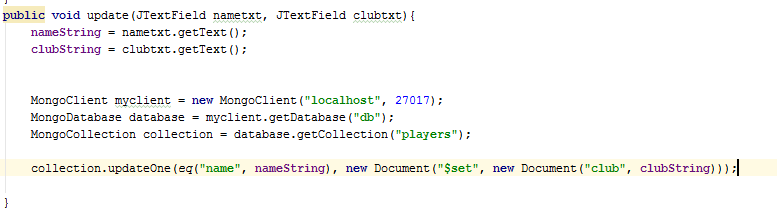 public void update(JTextField nametxt, JTextField clubtxt){
nameString = nametxt.getText();
clubString = clubtxt.getText();
MongoClient myclient = new MongoClient("localhost", 27017);
MongoDatabase database = myclient.getDatabase("db");
MongoCollection collection = database.getCollection("players");
collection.updateOne(eq("name", nameString), new Document("$set", new Document("club", clubString)));
}